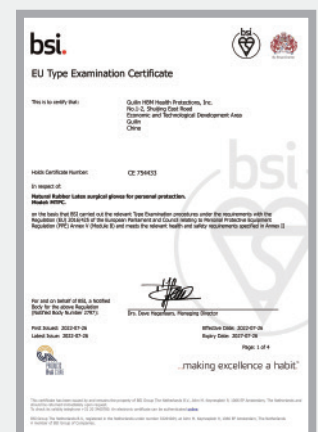 bsi.
bsi
EU Type Examination Certificate
This is to certify that:
Guilin HBM Health Protections, Inc.
No.1-2, Shuijing East Road
Economic and Technological Development Area
Guilin
China
Holds Certificate Number:
CE 754433
In respect of:
Natural Rubber Latex surgical gloves for personal protection.
on the basis that BSI carried out the relevant Type Examination procedures under the requirements with the
Regulation (EU) 2016/425 of the European Parliament and Council relating to Personal Protective Equipment
Regulation (PPE) Annex V (Module B) and meets the relevant health and safety requirements specified in Annex II
bsi
For and on behalf of BSI, a Notified
Body for the above Regulation
(Notified Body Number 2797):
Drs. Dave Hagenaars, Managing Director
First Issued: 2022-07-26
Effective Date: 2022-07-26
Latest Issue: 2022-07-26
Expiry Date: 2027-07-26
Page: 1 of 4
...making excellence a habit.